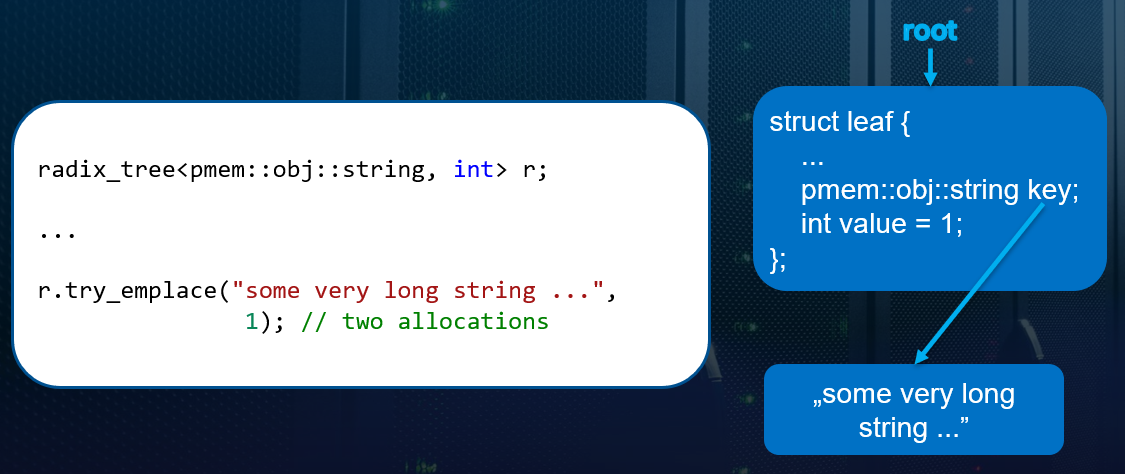 radix_tree<pmem::obj::string, int> r;
...
r.try_emplace("some very long string ...",
1); // two allocations
root
struct leaf {
...
pmem::obj::string key;
int value = 1;
};
„some very long
string ...”